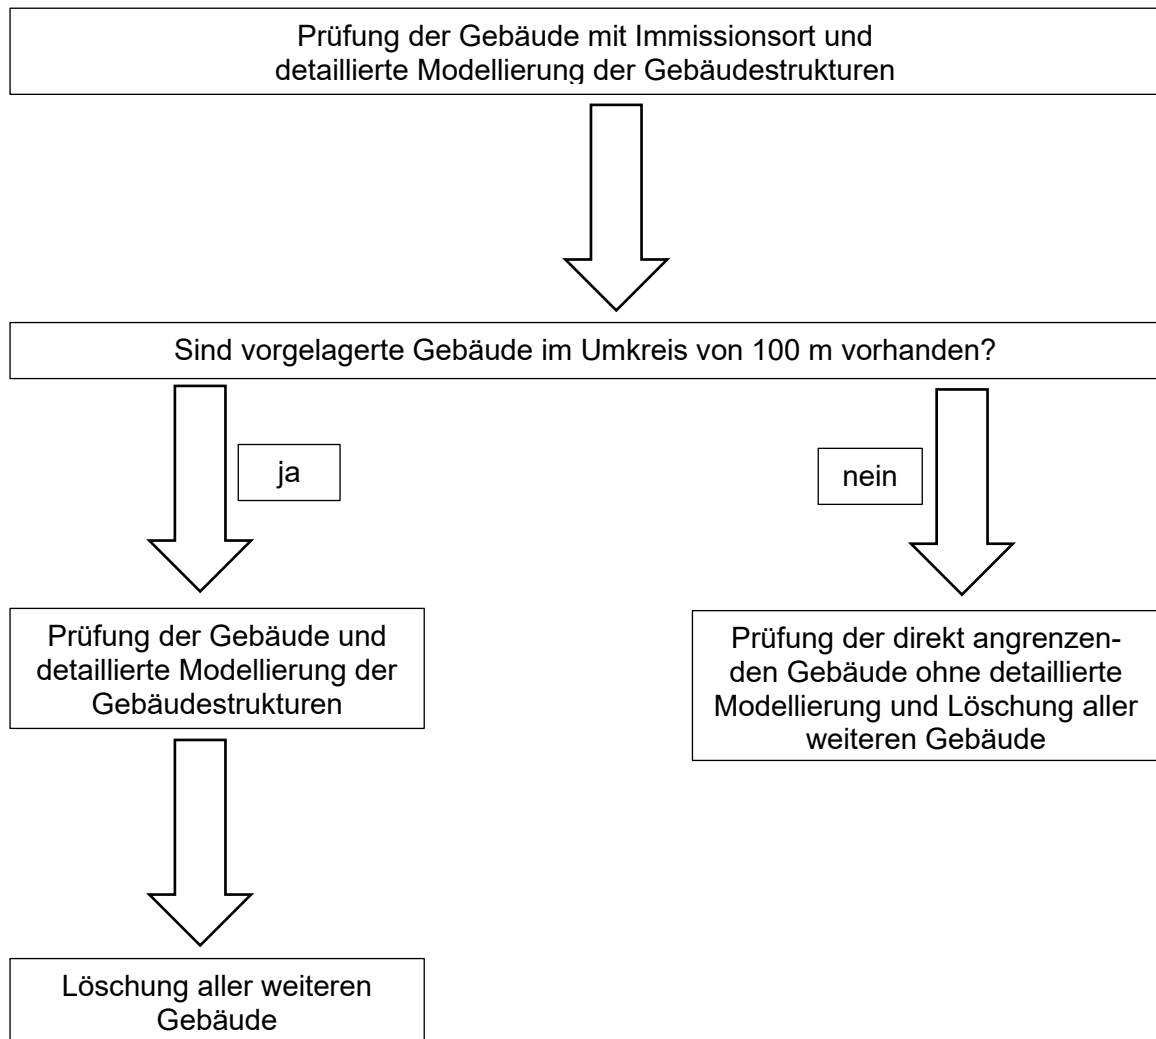 Prüfung der Gebäude mit Immissionsort und
detaillierte Modellierung der Gebäudestrukturen
Sind vorgelagerte Gebäude im Umkreis von 100 m vorhanden?
ja
nein
Prüfung der Gebäude und
detaillierte Modellierung der
Gebäudestrukturen
Prüfung der direkt angrenzen-
den Gebäude ohne detaillierte
Modellierung und Löschung aller
weiteren Gebäude
Löschung aller weiteren
Gebäude